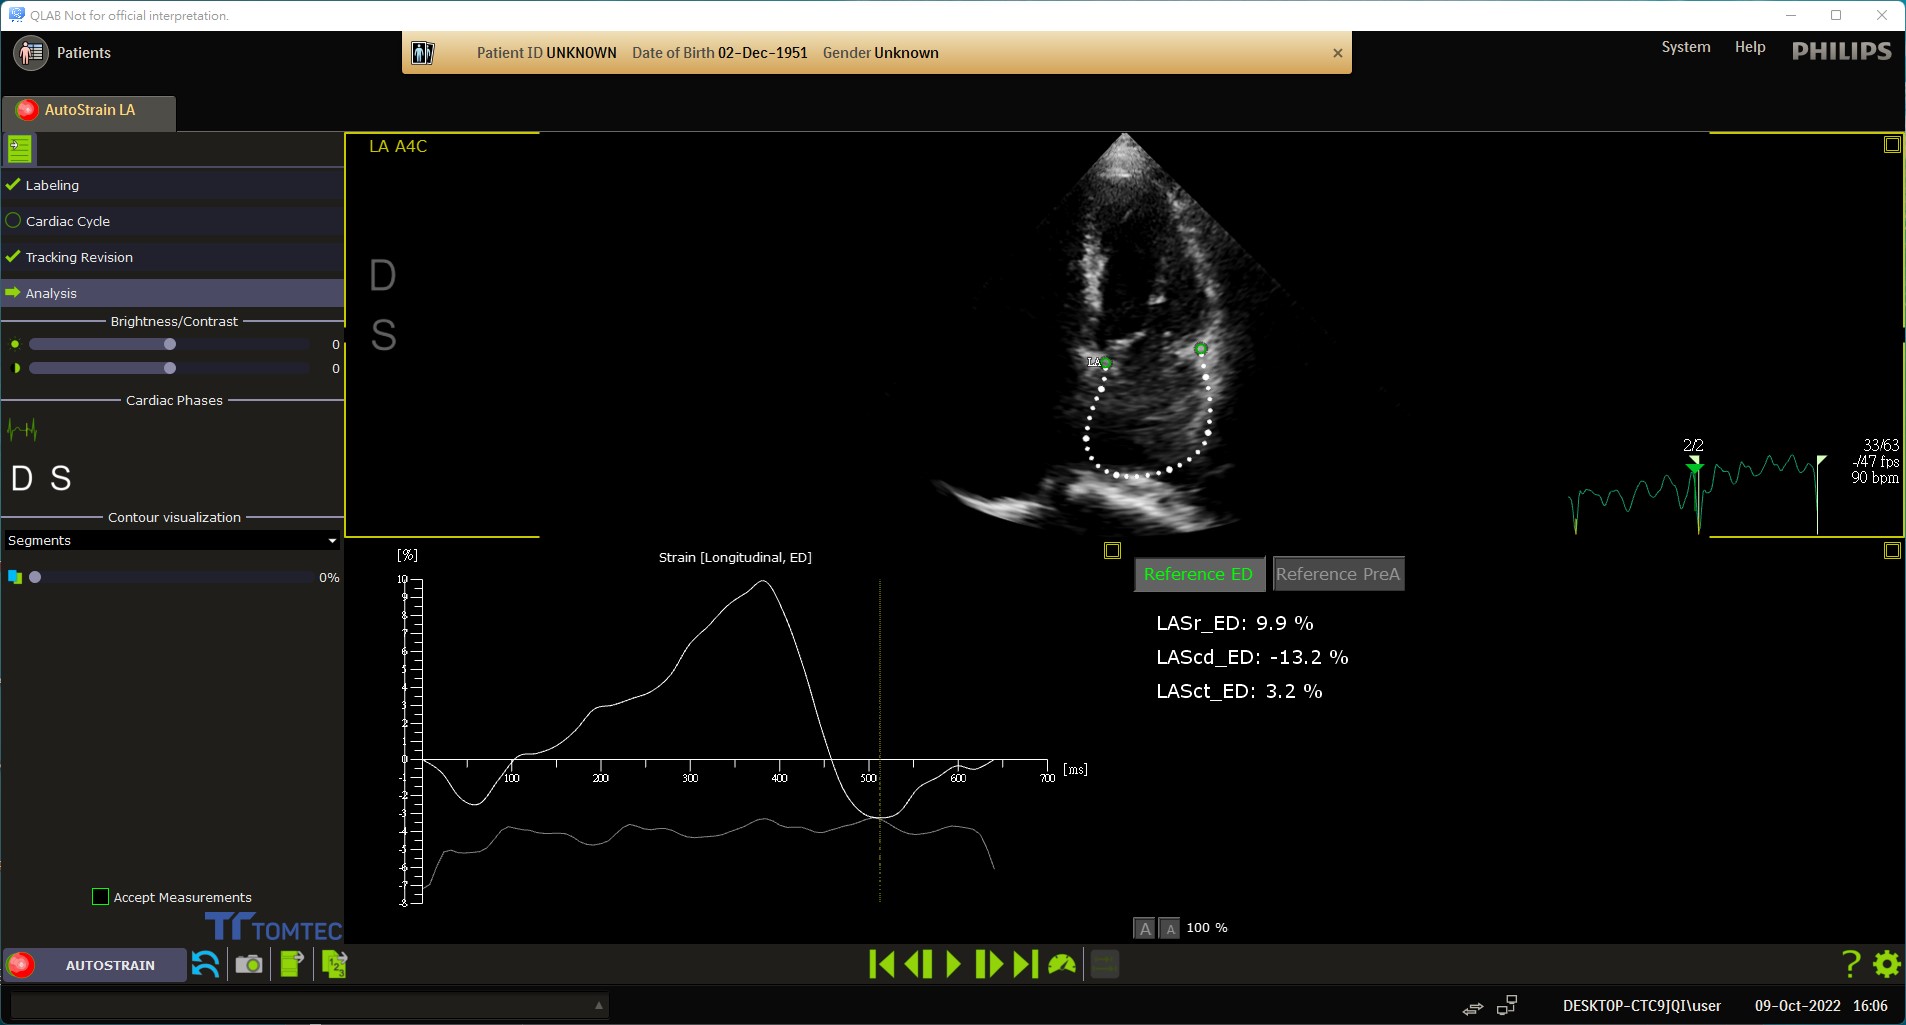 QLAB Not for official interpretation.
Patients
Patient ID UNKNOWN Date of Birth 02-Dec-1951 Gender Unknown ×
System Help PHILIPS
AutoStrain LA
Labeling
Cardiac Cycle
Tracking Revision
Analysis
Brightness/Contrast
0
0
Cardiac Phases
D S
Contour visualization
Segments
0%
Accept Measurements
TOMTEC
LA A4C
D
S
LA
2/2
33/63
-/47 fps
90 bpm
[%]
Strain [Longitudinal, ED]
10
9
8
7
6
5
4
3
2
1
0
-1
-2
-3
-4
-5
-6
-7
-8
100 200 300 400 500 600 700 [ms]
Reference ED Reference PreA
LASr_ED: 9.9 %
LAScd_ED: -13.2 %
LASct_ED: 3.2 %
A A 100 %
AUTOSTRAIN
1 2 3
?
DESKTOP-CTC9JQI\user 09-Oct-2022 16:06